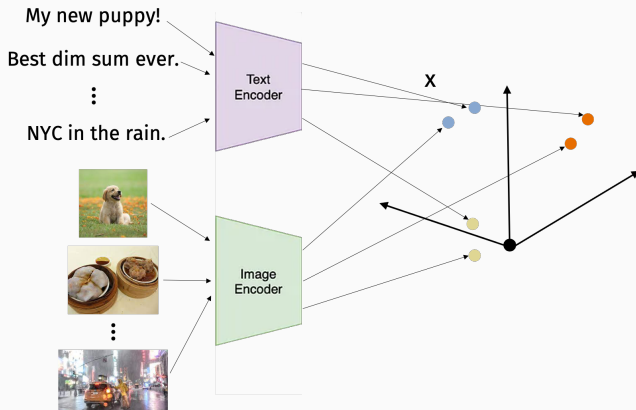 My new puppy!
Best dim sum ever.
NYC in the rain.
Text
Encoder
Image
Encoder
X